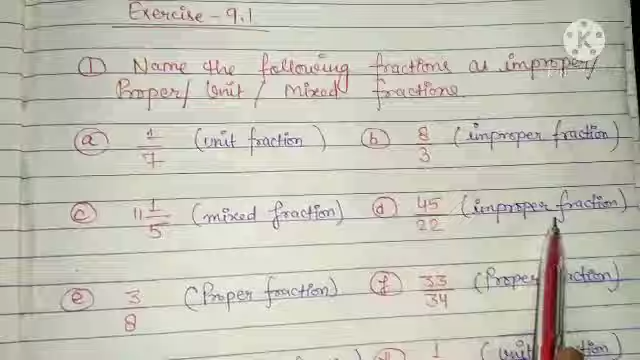 Exercise - 9.1
① Name the following fractions as improper/
Proper/ Unit / Mixed fractions.
ⓐ 1/7 (unit fraction) ⓑ 8/3 (improper fraction)
ⓒ 11 1/5 (mixed fraction) ⓓ 45/22 (improper fraction)
ⓔ 3/8 (Proper fraction) ⓕ 33/34 (Proper
1
K
KINEMASTER